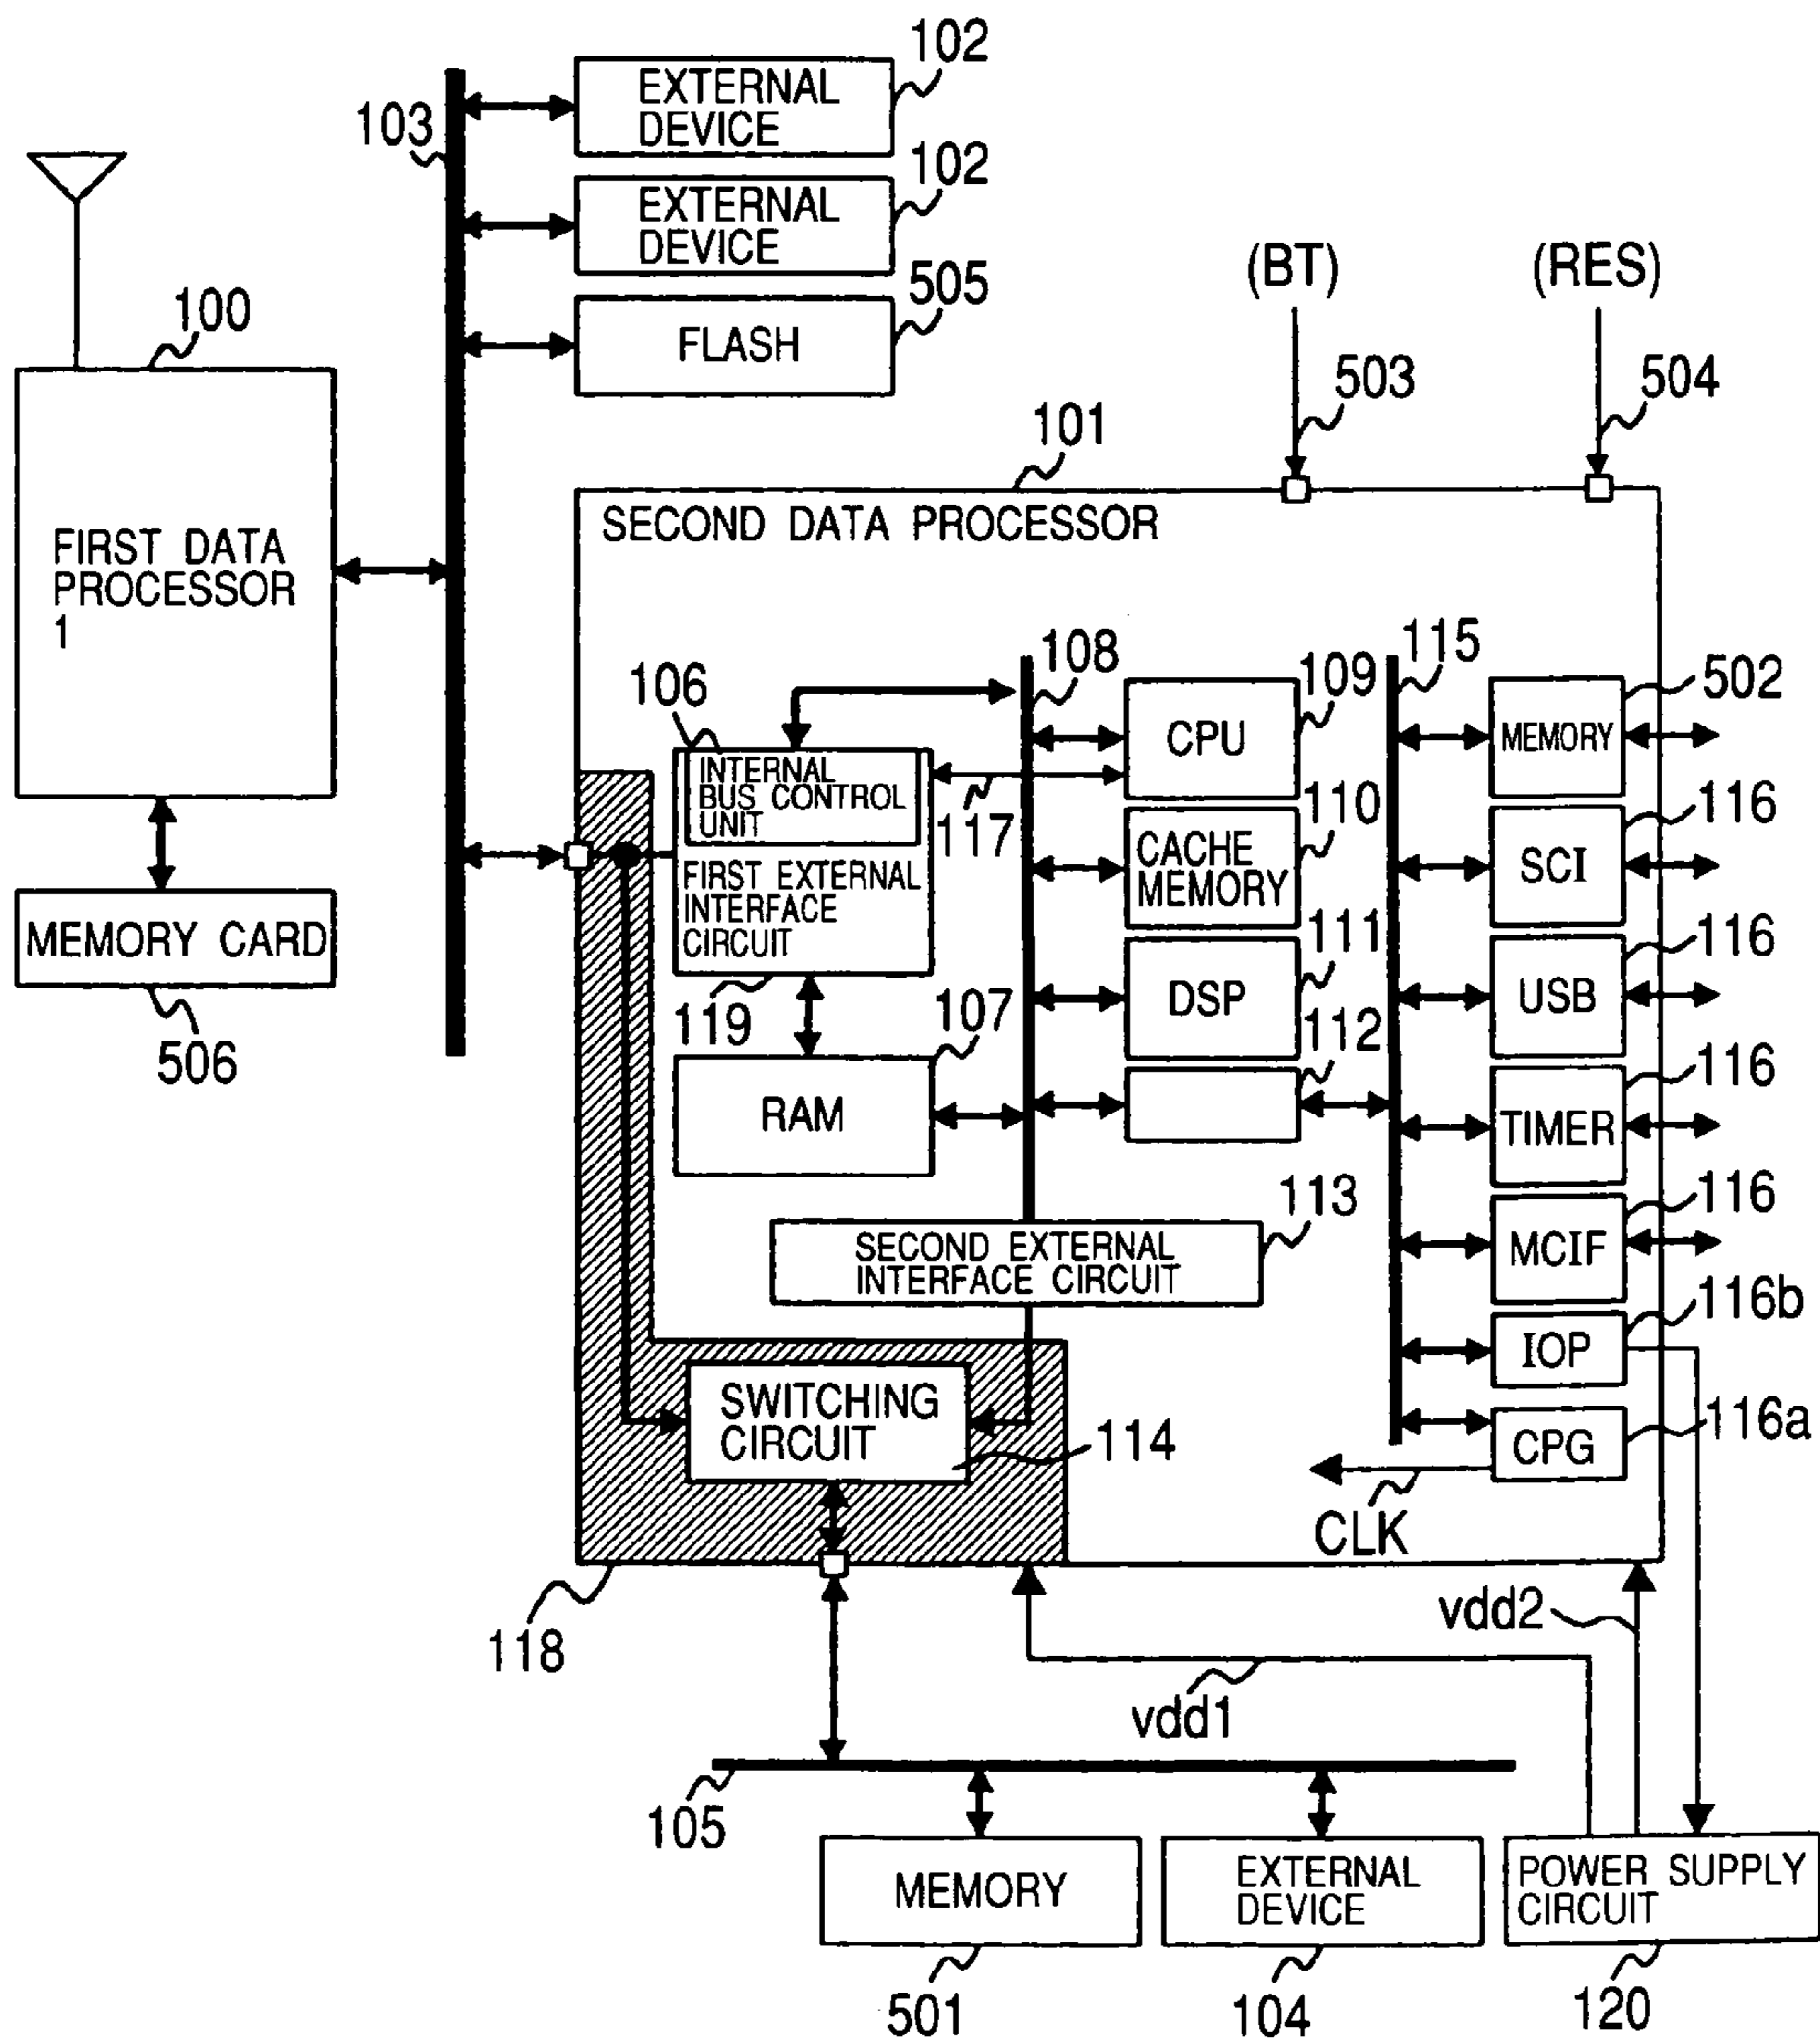 102
EXTERNAL
DEVICE
103
102
EXTERNAL
DEVICE
(BT)
(RES)
505
FLASH
100
503
504
101
FIRST DATA
PROCESSOR
1
SECOND DATA PROCESSOR
108
115
106
109
502
INTERNAL
BUS CONTROL
UNIT
CPU
MEMORY
117
110
116
FIRST EXTERNAL
INTERFACE
CIRCUIT
CACHE
MEMORY
SCI
MEMORY CARD
111
116
119
107
DSP
USB
506
112
116
RAM
TIMER
113
116
SECOND EXTERNAL
INTERFACE CIRCUIT
MCIF
116b
IOP
SWITCHING
CIRCUIT
114
116a
CPG
CLK
118
vdd2
vdd1
105
MEMORY
EXTERNAL
DEVICE
POWER SUPPLY
CIRCUIT
501
104
120